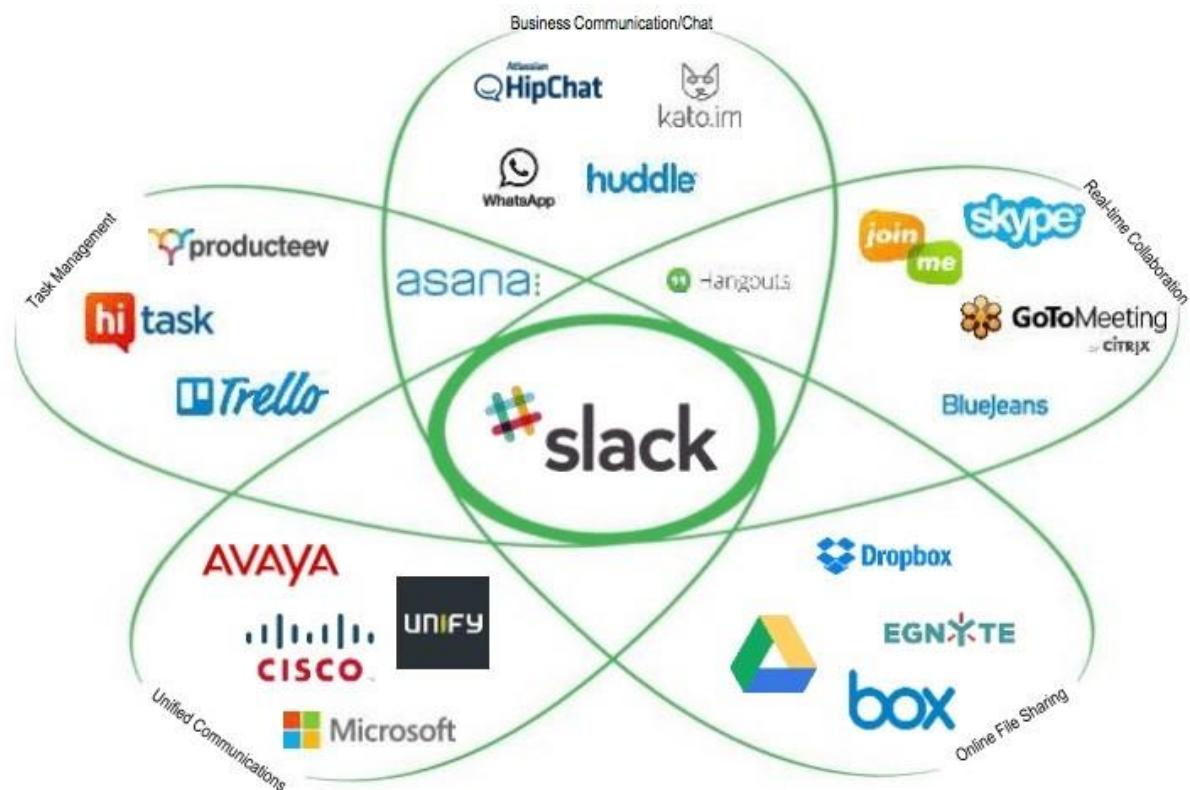 Business Communication/Chat
Atlassian
HipChat
kato.im
WhatsApp
huddle
Real-time Collaboration
join
me
skype
GoToMeeting
BY CİTRIX
BlueJeans
Task Management
producteev
hi task
Trello
asana
Hangouts
slack
AVAYA
CISCO
UNIFY
Microsoft
Unified Communications
Dropbox
EGNYTE
box
Online File Sharing